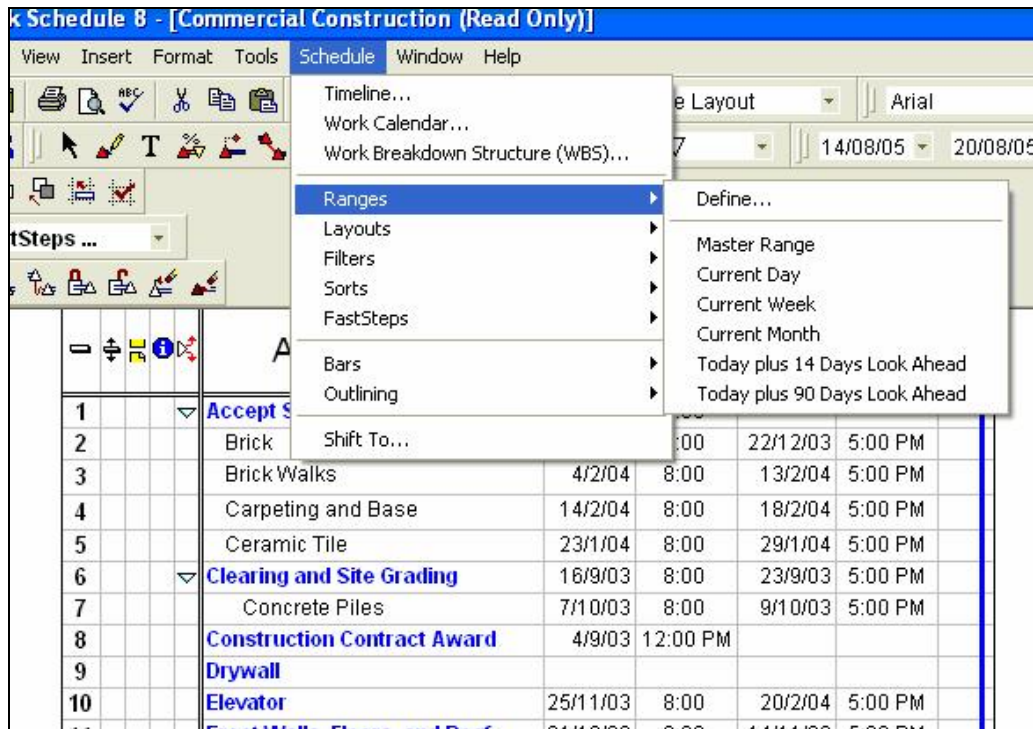 k Schedule 8 - [Commercial Construction (Read Only)]
View Insert Format Tools Schedule Window Help
ABC e Layout Arial
T % 14/08/05 20/08/05
tSteps ...
Timeline...
Work Calendar...
Work Breakdown Structure (WBS)...
Ranges
Layouts
Filters
Sorts
FastSteps
Bars
Outlining
Shift To...
Define...
Master Range
Current Day
Current Week
Current Month
Today plus 14 Days Look Ahead
Today plus 90 Days Look Ahead
A
1 Accept S
2 Brick :00 22/12/03 5:00 PM
3 Brick Walks 4/2/04 8:00 13/2/04 5:00 PM
4 Carpeting and Base 14/2/04 8:00 18/2/04 5:00 PM
5 Ceramic Tile 23/1/04 8:00 29/1/04 5:00 PM
6 Clearing and Site Grading 16/9/03 8:00 23/9/03 5:00 PM
7 Concrete Piles 7/10/03 8:00 9/10/03 5:00 PM
8 Construction Contract Award 4/9/03 12:00 PM
9 Drywall
10 Elevator 25/11/03 8:00 20/2/04 5:00 PM